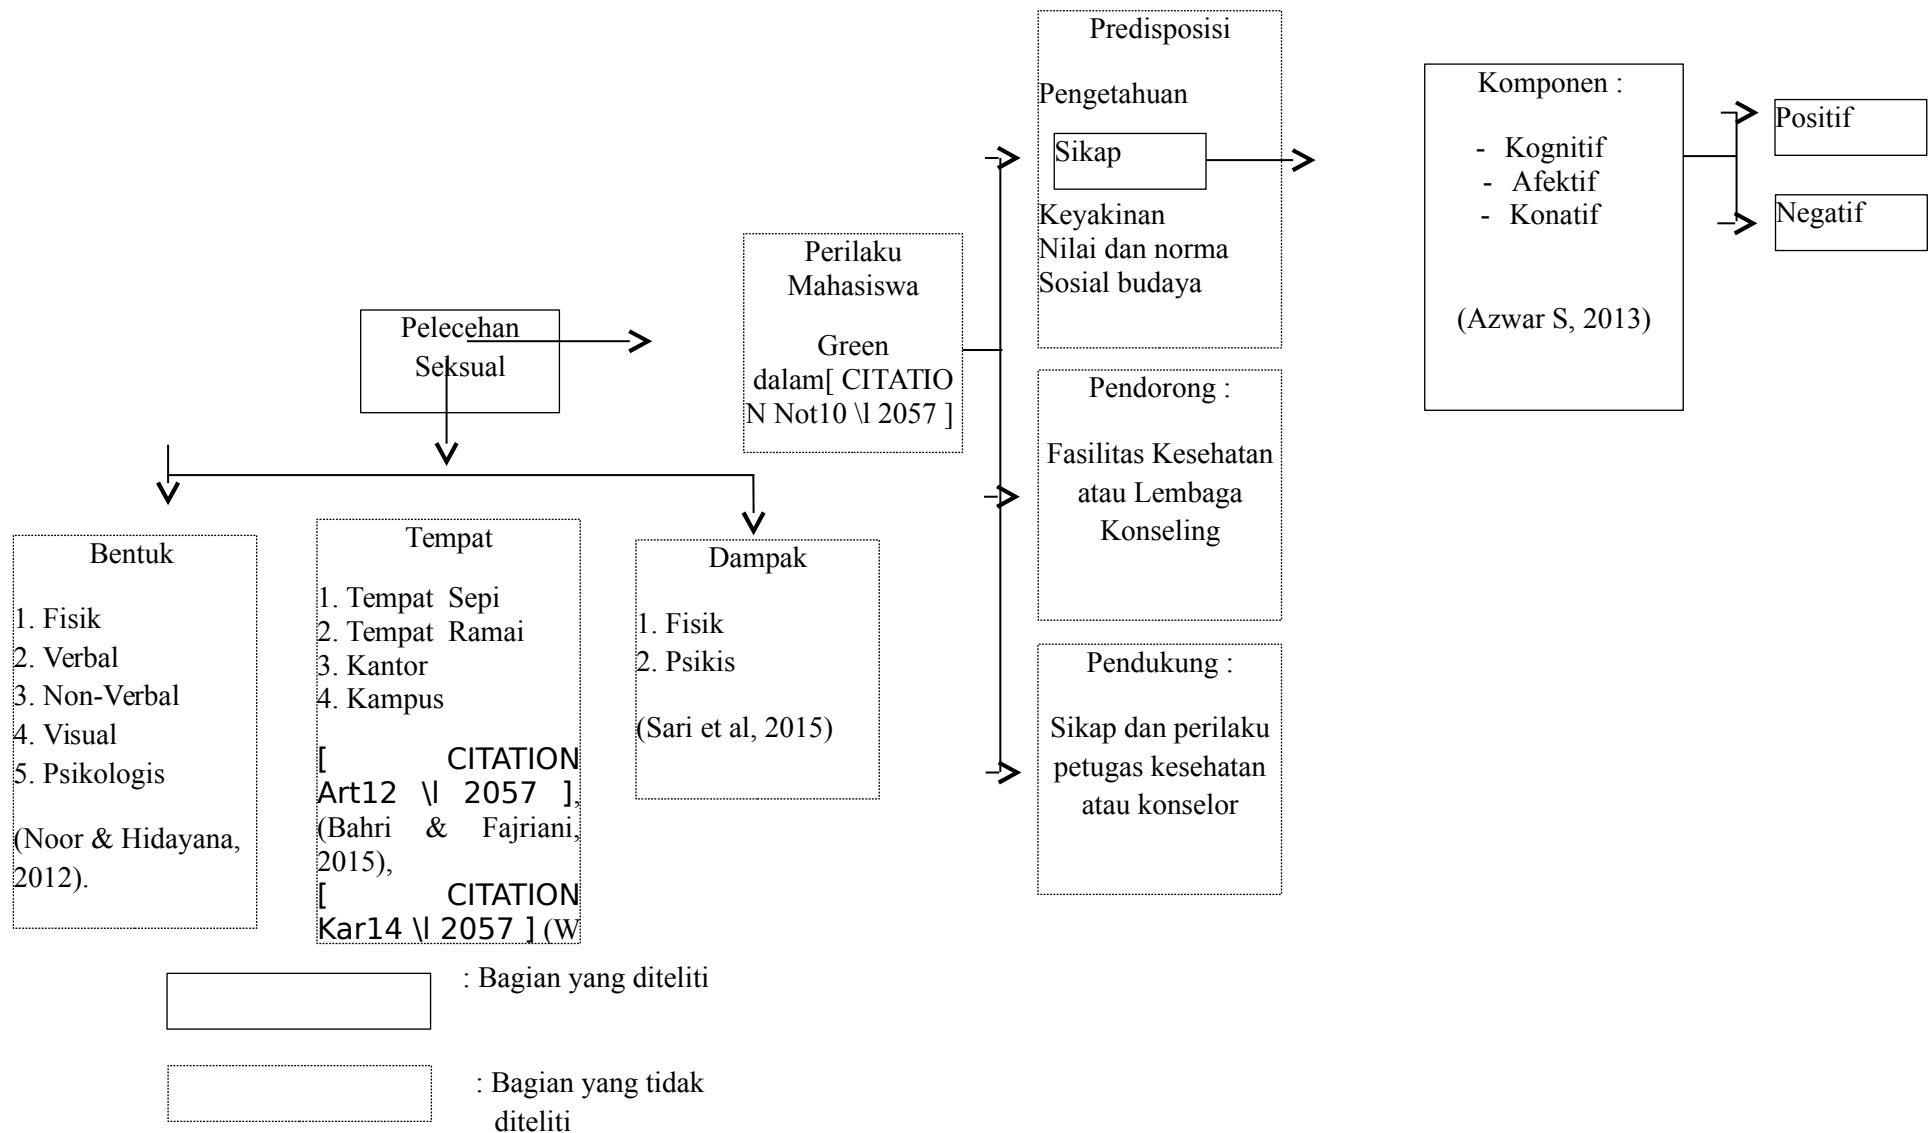 Predisposisi
Pengetahuan
Sikap
Keyakinan
Nilai dan norma
Sosial budaya
Komponen :
- Kognitif
- Afektif
- Konatif
(Azwar S, 2013)
Positif
Negatif
Perilaku
Mahasiswa
Green
dalam[ CITATIO
N Not10 \l 2057 ]
Pelecehan
Seksual
Pendorong :
Fasilitas Kesehatan
atau Lembaga
Konseling
Pendukung :
Sikap dan perilaku
petugas kesehatan
atau konselor
Bentuk
1. Fisik
2. Verbal
3. Non-Verbal
4. Visual
5. Psikologis
(Noor & Hidayana,
2012).
Tempat
1. Tempat Sepi
2. Tempat Ramai
3. Kantor
4. Kampus
[ CITATION
Art12 \l 2057 ],
(Bahri & Fajriani,
2015),
[ CITATION
Kar14 \l 2057 ] (W
Dampak
1. Fisik
2. Psikis
(Sari et al, 2015)
: Bagian yang diteliti
: Bagian yang tidak
diteliti